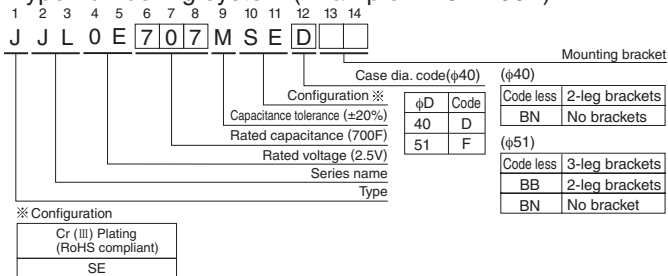 1 2 3 4 5 6 7 8 9 10 11 12 13 14
J J L 0 E 7 0 7 M S E D
Mounting bracket
Case dia. code(φ40)
Configuration ※
Capacitance tolerance (±20%)
Rated capacitance (700F)
Rated voltage (2.5V)
Series name
Type
φD Code
40 D
51 F
(φ40)
Code less 2-leg brackets
BN No brackets
(φ51)
Code less 3-leg brackets
BB 2-leg brackets
BN No bracket
※ Configuration
Cr (Ⅲ) Plating
(RoHS compliant)
SE